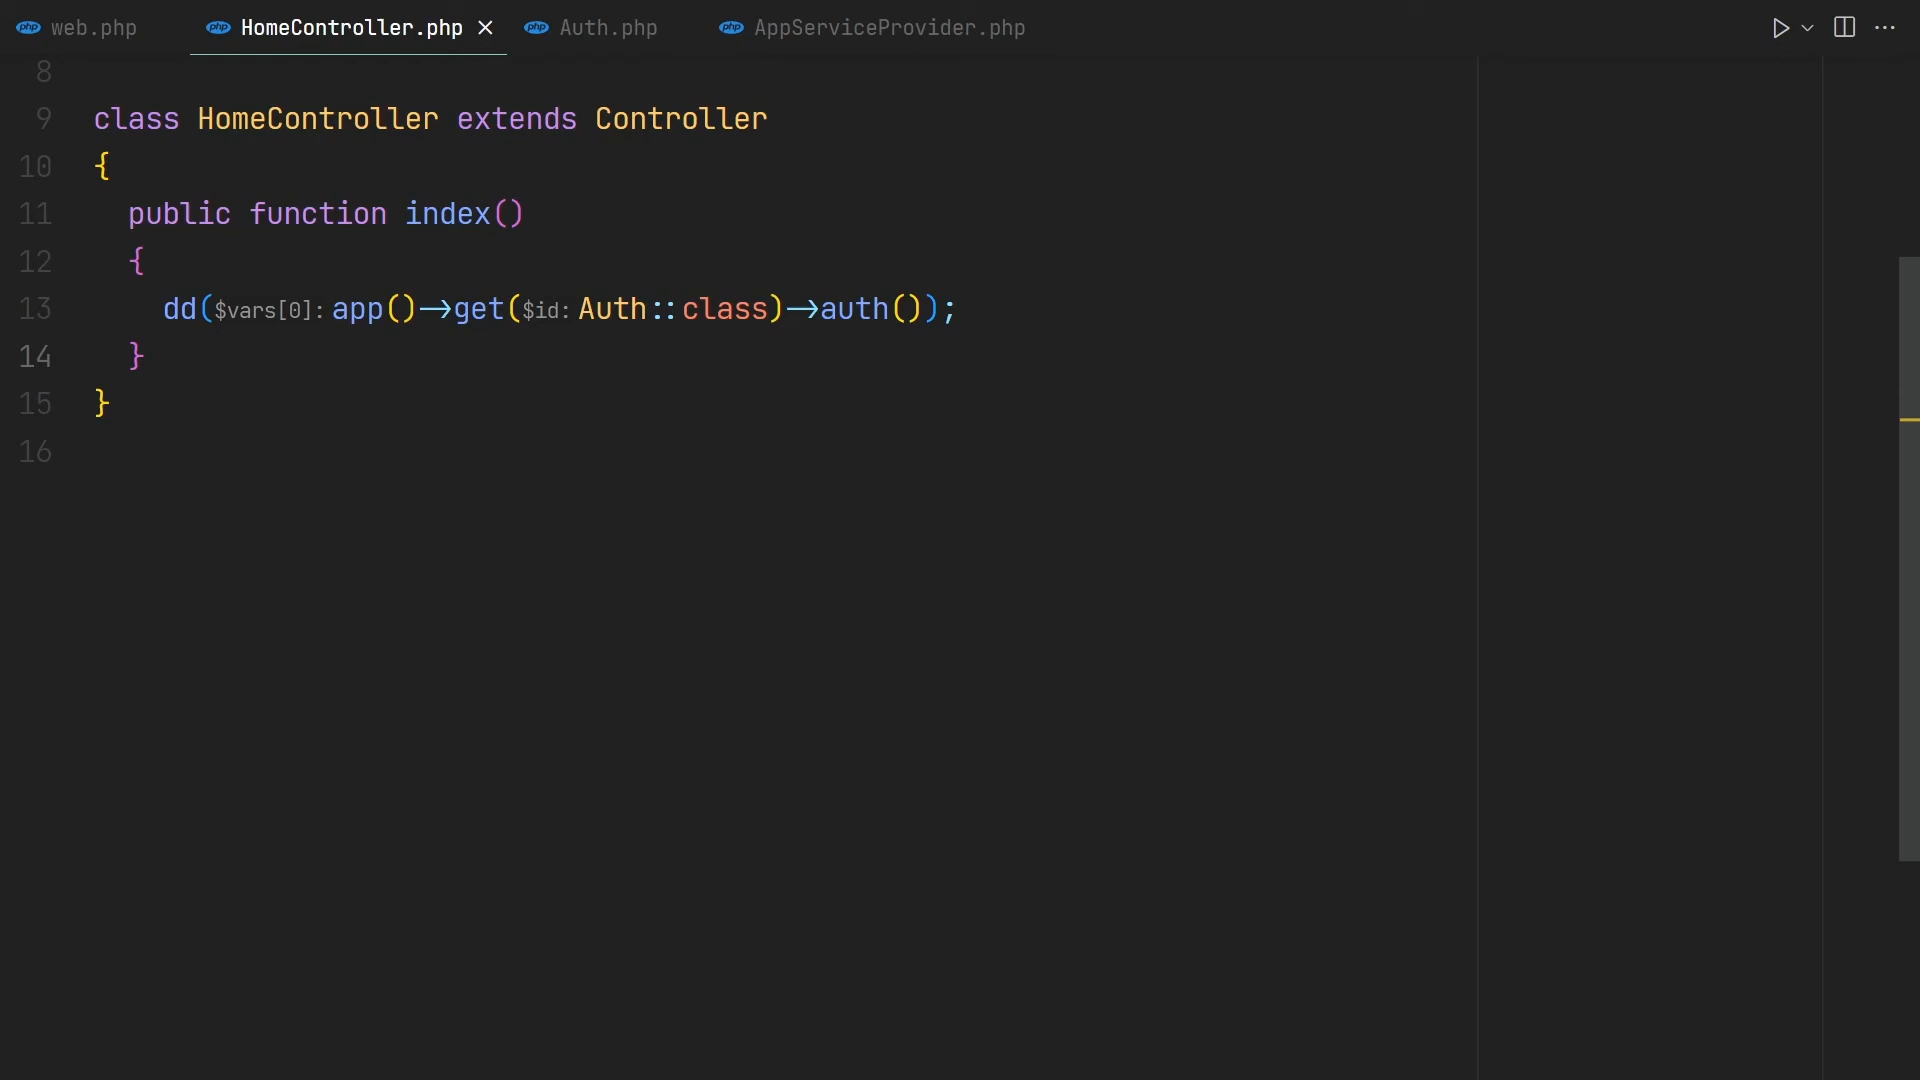 web.php HomeController.php Auth.php AppServiceProvider.php
8
9 class HomeController extends Controller
10 {
11 public function index()
12 {
13 dd($vars[0]: app()->get($id: Auth::class)->auth());
14 }
15 }
16